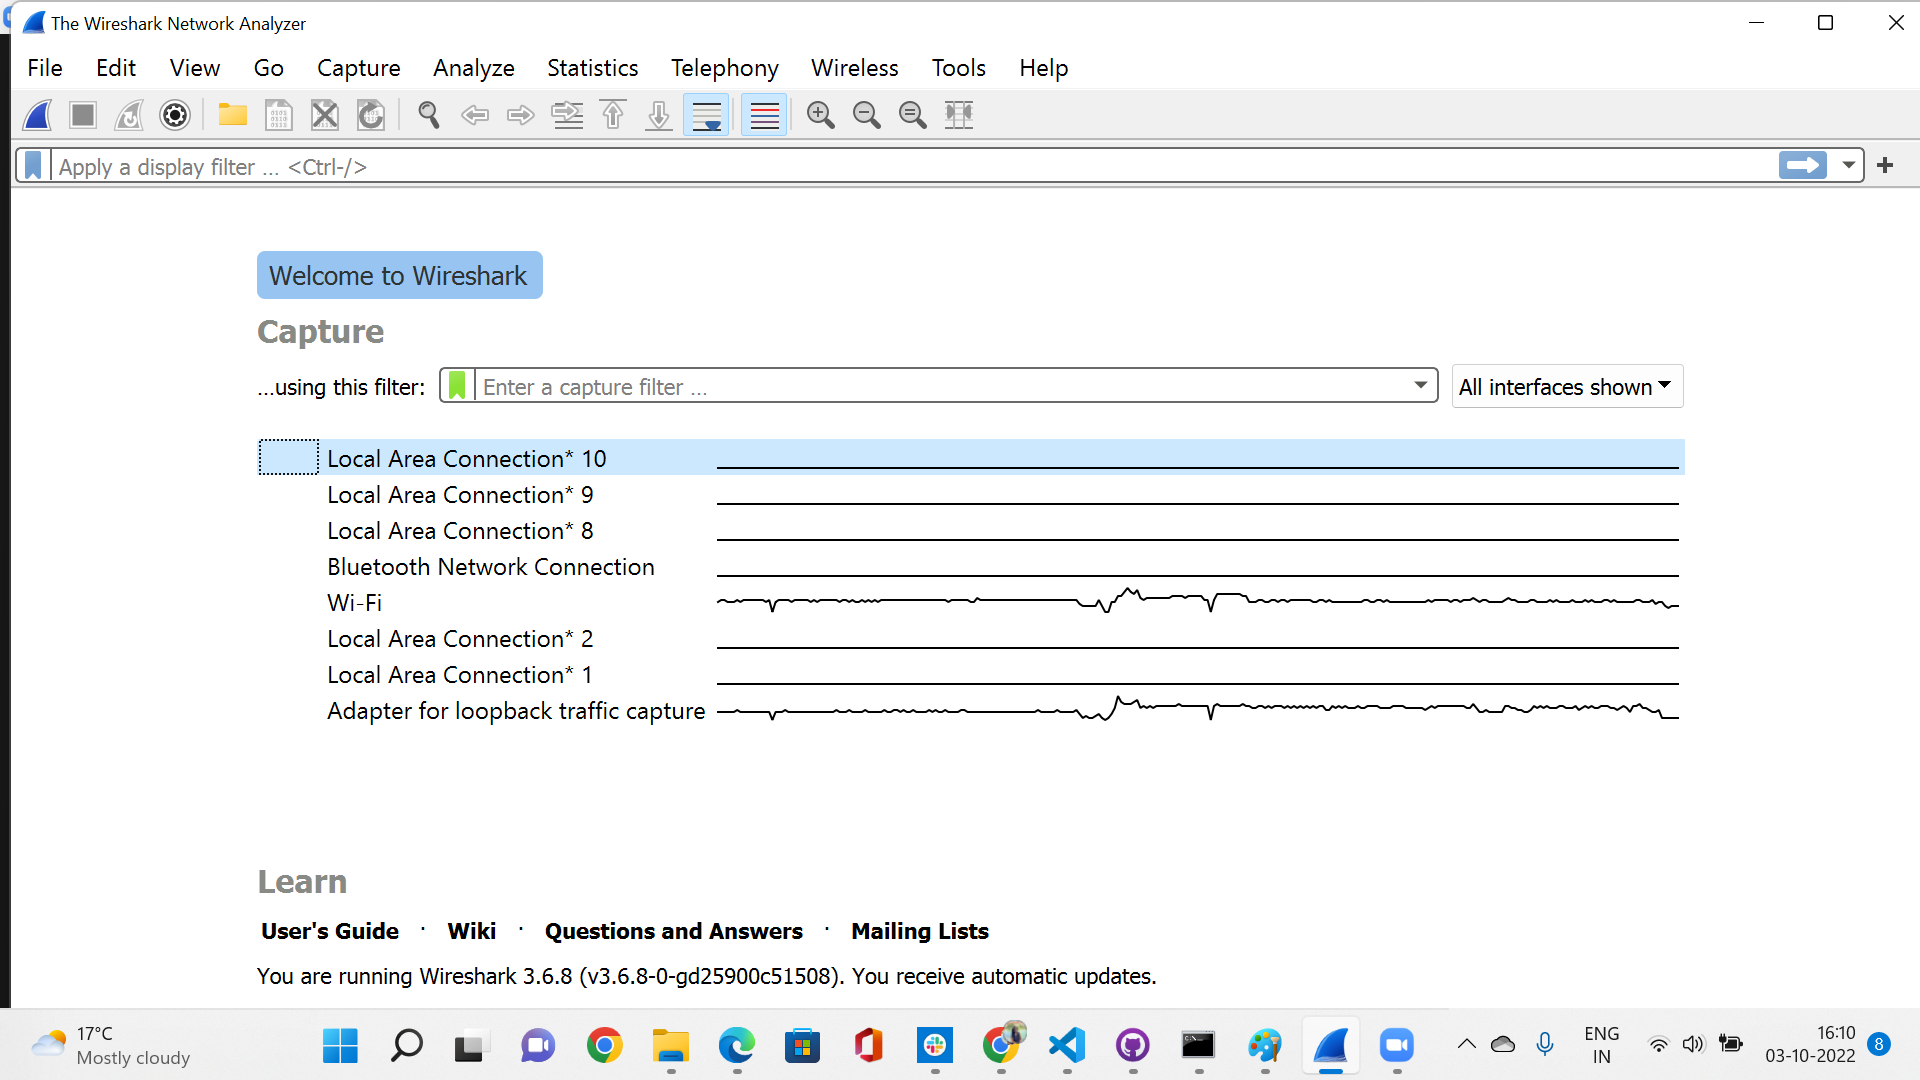 The Wireshark Network Analyzer
File Edit View Go Capture Analyze Statistics Telephony Wireless Tools Help
Apply a display filter … <Ctrl-/>
Welcome to Wireshark
Capture
…using this filter: Enter a capture filter … All interfaces shown
Local Area Connection* 10
Local Area Connection* 9
Local Area Connection* 8
Bluetooth Network Connection
Wi-Fi
Local Area Connection* 2
Local Area Connection* 1
Adapter for loopback traffic capture
Learn
User's Guide · Wiki · Questions and Answers · Mailing Lists
You are running Wireshark 3.6.8 (v3.6.8-0-gd25900c51508). You receive automatic updates.
17°C
Mostly cloudy
ENG
IN
16:10
03-10-2022
8